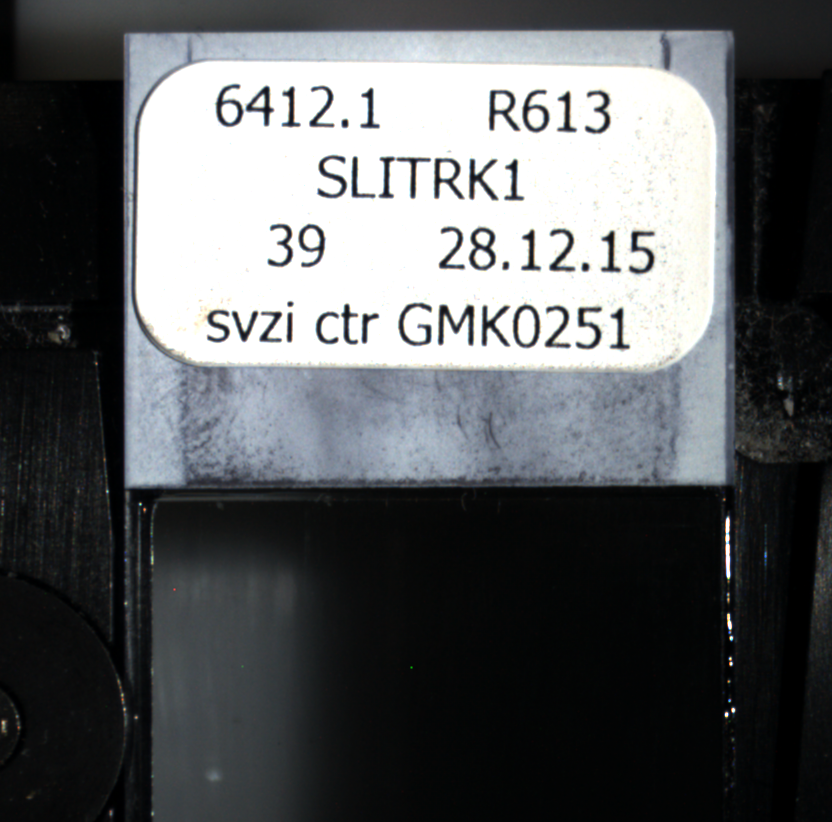 6412.1 R613
SLITRK1
39 28.12.15
svzi ctr GMK0251